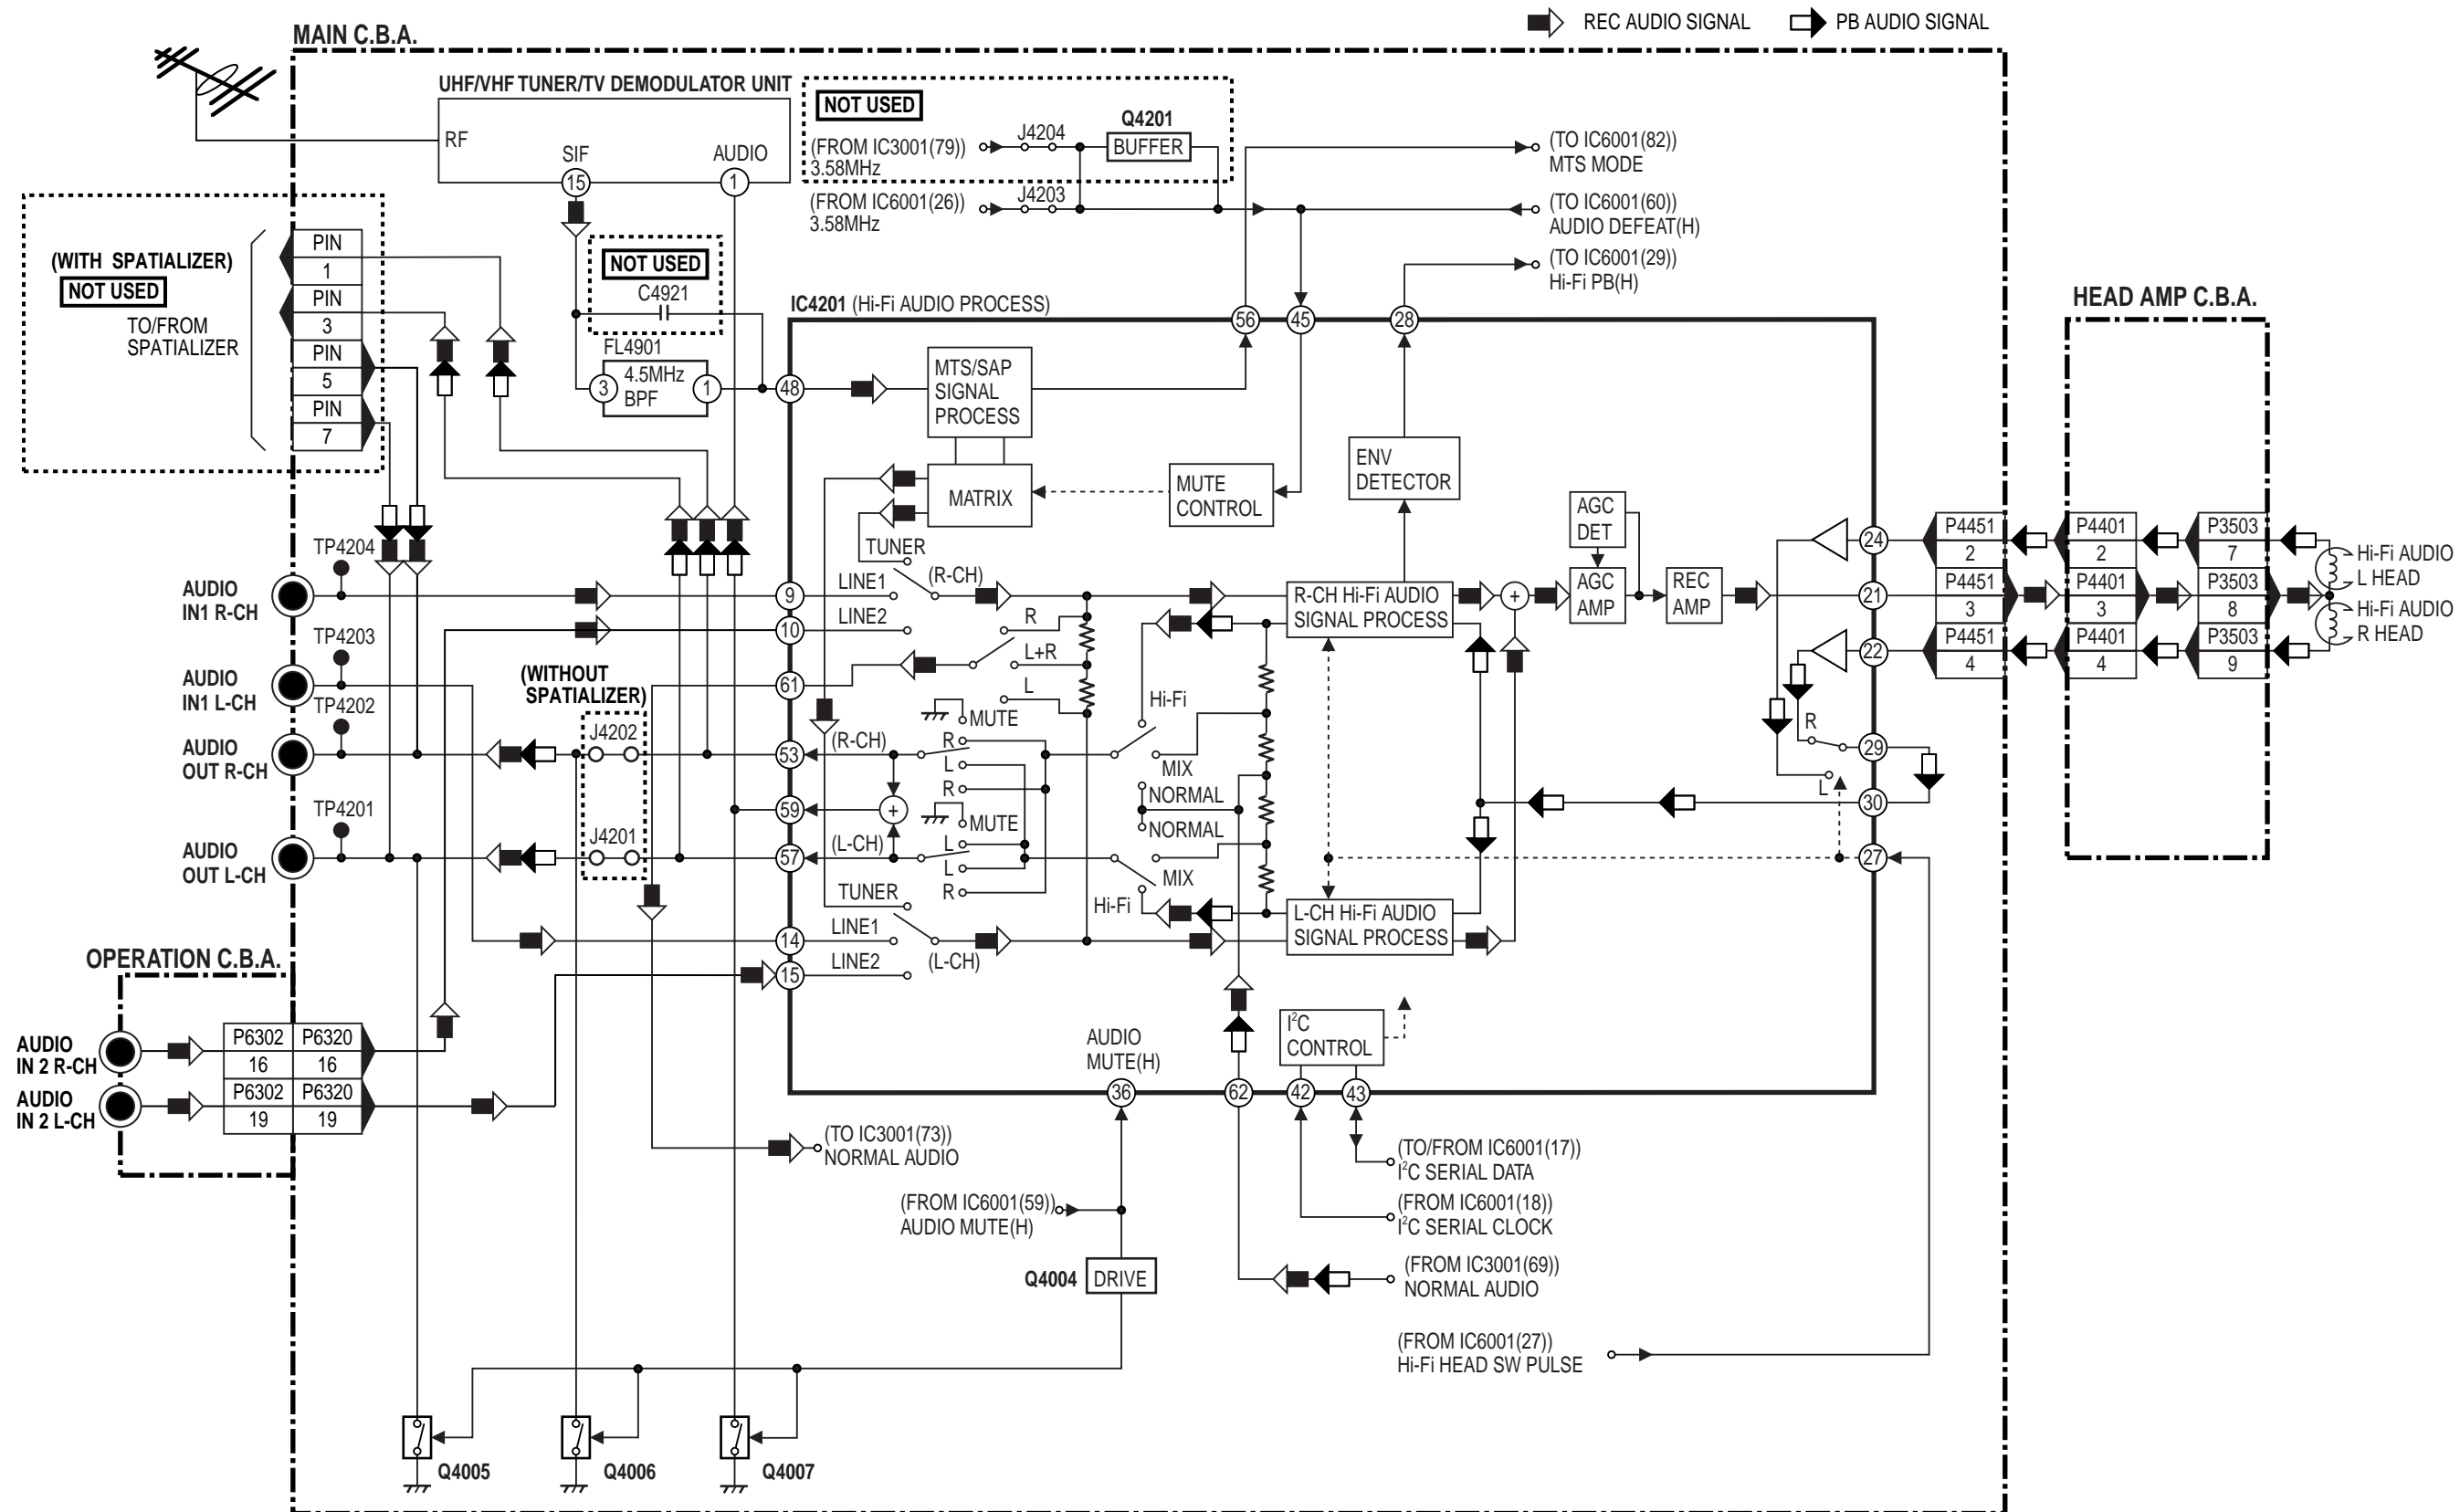 REC AUDIO SIGNAL
PB AUDIO SIGNAL
MAIN C.B.A.
UHF/VHF TUNER/TV DEMODULATOR UNIT
RF
SIF
15
AUDIO
1
NOT USED
Q4201
(FROM IC3001(79))
3.58MHz
J4204
BUFFER
(FROM IC6001(26))
3.58MHz
J4203
(TO IC6001(82))
MTS MODE
(TO IC6001(60))
AUDIO DEFEAT(H)
(TO IC6001(29))
Hi-Fi PB(H)
(WITH SPATIALIZER)
NOT USED
TO/FROM
SPATIALIZER
PIN
1
PIN
3
PIN
5
PIN
7
NOT USED
C4921
FL4901
3
4.5MHz
BPF
1
IC4201 (Hi-Fi AUDIO PROCESS)
56
45
28
48
MTS/SAP
SIGNAL
PROCESS
MATRIX
MUTE
CONTROL
ENV
DETECTOR
AGC
DET
AGC
AMP
REC
AMP
HEAD AMP C.B.A.
24
21
22
P4451
2
P4451
3
P4451
4
P4401
2
P4401
3
P4401
4
P3503
7
P3503
8
P3503
9
Hi-Fi AUDIO
L HEAD
Hi-Fi AUDIO
R HEAD
TP4204
AUDIO
IN1 R-CH
TP4203
AUDIO
IN1 L-CH
TP4202
AUDIO
OUT R-CH
TP4201
AUDIO
OUT L-CH
(WITHOUT
SPATIALIZER)
J4202
J4201
9
10
61
53
59
57
14
15
TUNER
LINE1
LINE2
(R-CH)
R
L+R
L
R-CH Hi-Fi AUDIO
SIGNAL PROCESS
+
MUTE
(R-CH)
R
L
R
+
MUTE
(L-CH)
L
L
R
Hi-Fi
MIX
NORMAL
NORMAL
MIX
Hi-Fi
TUNER
LINE1
LINE2
(L-CH)
L-CH Hi-Fi AUDIO
SIGNAL PROCESS
R
L
29
30
27
OPERATION C.B.A.
AUDIO
IN 2 R-CH
AUDIO
IN 2 L-CH
P6302
16
P6320
16
P6302
19
P6320
19
AUDIO
MUTE(H)
I²C
CONTROL
36
62
42
43
(TO IC3001(73))
NORMAL AUDIO
(TO/FROM IC6001(17))
I²C SERIAL DATA
(FROM IC6001(59))
AUDIO MUTE(H)
(FROM IC6001(18))
I²C SERIAL CLOCK
Q4004
DRIVE
(FROM IC3001(69))
NORMAL AUDIO
(FROM IC6001(27))
Hi-Fi HEAD SW PULSE
Q4005
Q4006
Q4007